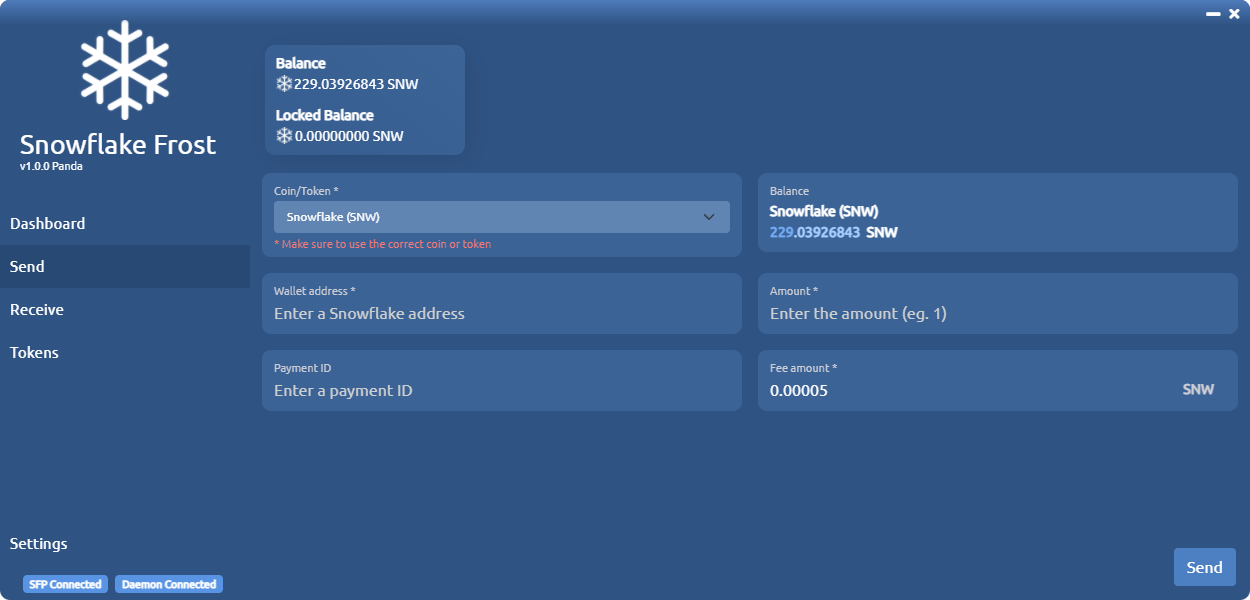 Snowflake Frost
v1.0.0 Panda
Dashboard
Send
Receive
Tokens
Settings
SFP Connected
Daemon Connected
Balance
229.03926843 SNW
Locked Balance
0.00000000 SNW
Coin/Token *
Snowflake (SNW)
* Make sure to use the correct coin or token
Balance
Snowflake (SNW)
229.03926843 SNW
Wallet address *
Enter a Snowflake address
Amount *
Enter the amount (eg. 1)
Payment ID
Enter a payment ID
Fee amount *
0.00005 SNW
Send